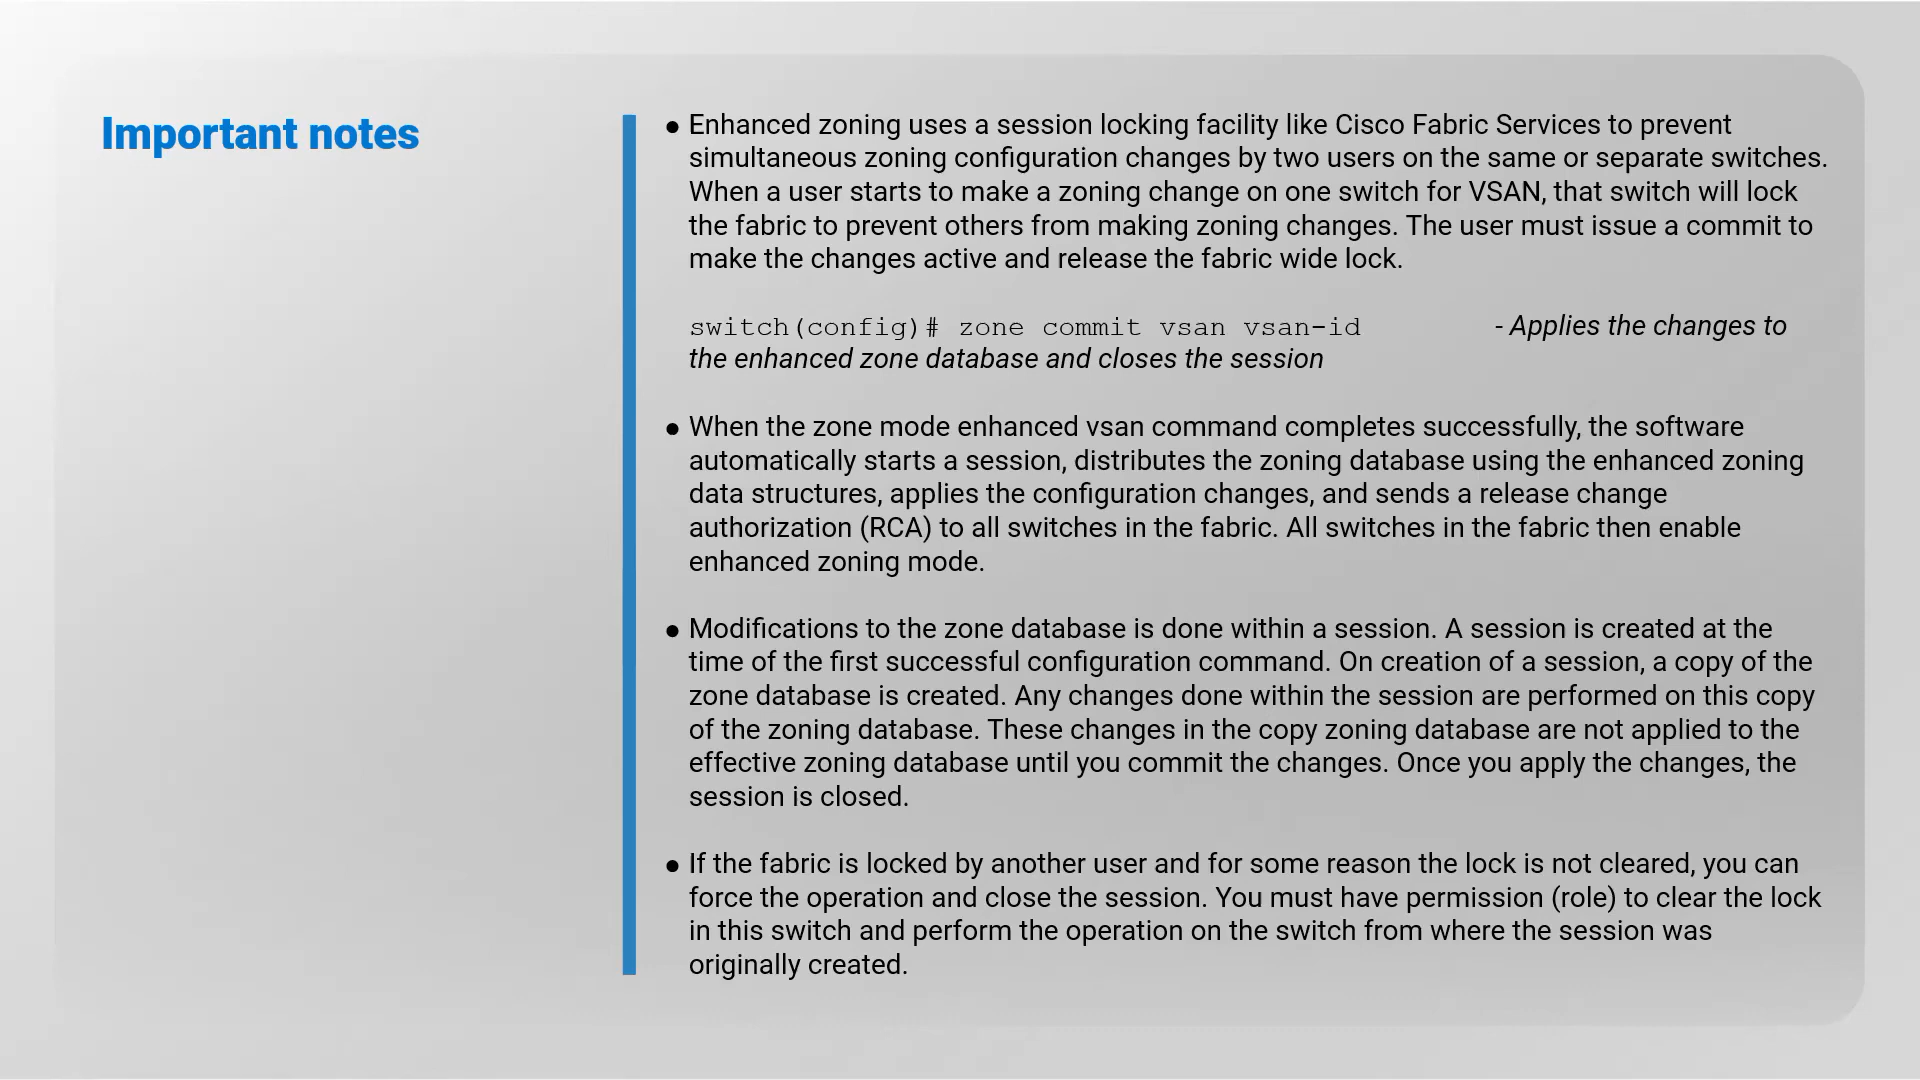 Important notes
● Enhanced zoning uses a session locking facility like Cisco Fabric Services to prevent
simultaneous zoning configuration changes by two users on the same or separate switches.
When a user starts to make a zoning change on one switch for VSAN, that switch will lock
the fabric to prevent others from making zoning changes. The user must issue a commit to
make the changes active and release the fabric wide lock.
switch(config)# zone commit vsan vsan-id - Applies the changes to
the enhanced zone database and closes the session
● When the zone mode enhanced vsan command completes successfully, the software
automatically starts a session, distributes the zoning database using the enhanced zoning
data structures, applies the configuration changes, and sends a release change
authorization (RCA) to all switches in the fabric. All switches in the fabric then enable
enhanced zoning mode.
● Modifications to the zone database is done within a session. A session is created at the
time of the first successful configuration command. On creation of a session, a copy of the
zone database is created. Any changes done within the session are performed on this copy
of the zoning database. These changes in the copy zoning database are not applied to the
effective zoning database until you commit the changes. Once you apply the changes, the
session is closed.
● If the fabric is locked by another user and for some reason the lock is not cleared, you can
force the operation and close the session. You must have permission (role) to clear the lock
in this switch and perform the operation on the switch from where the session was
originally created.